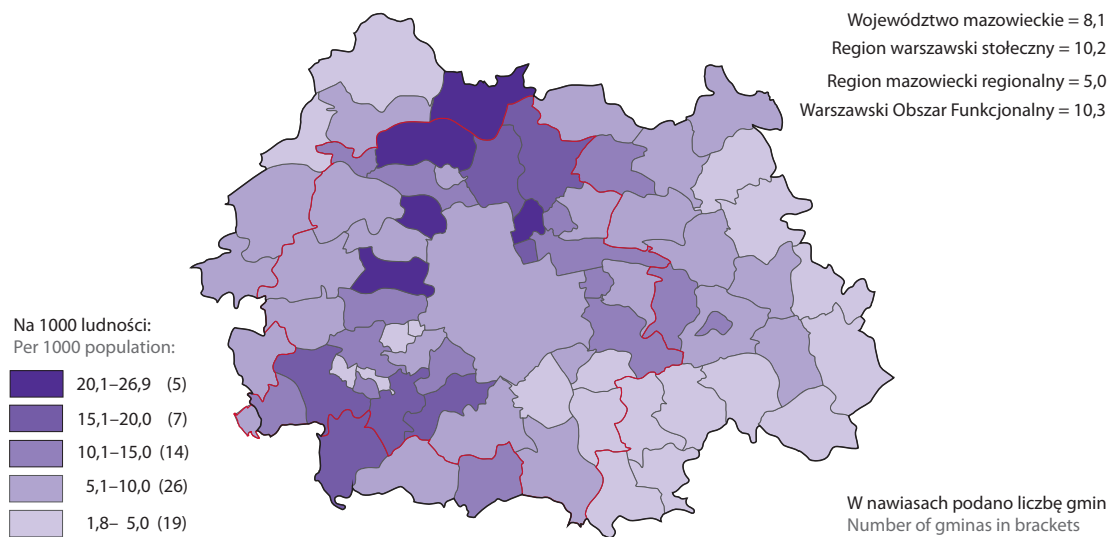 Województwo mazowieckie = 8,1
Region warszawski stołeczny = 10,2
Region mazowiecki regionalny = 5,0
Warszawski Obszar Funkcjonalny = 10,3
Na 1000 ludności:
Per 1000 population:
20,1–26,9 (5)
15,1–20,0 (7)
10,1–15,0 (14)
5,1–10,0 (26)
1,8– 5,0 (19)
W nawiasach podano liczbę gmin
Number of gminas in brackets